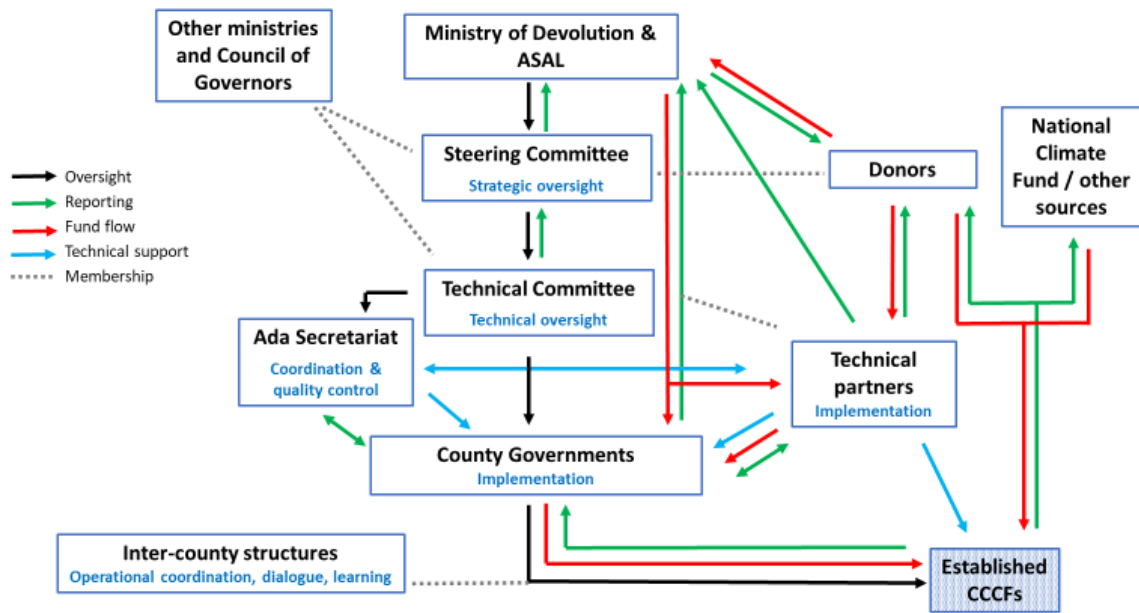 Other ministries
and Council of
Governors
Ministry of Devolution &
ASAL
National
Climate
Fund / other
sources
Steering Committee
Strategic oversight
Donors
Oversight
Reporting
Fund flow
Technical support
Membership
Technical Committee
Technical oversight
Ada Secretariat
Coordination &
quality control
Technical
partners
Implementation
County Governments
Implementation
Inter-county structures
Operational coordination, dialogue, learning
Established
CCCFs